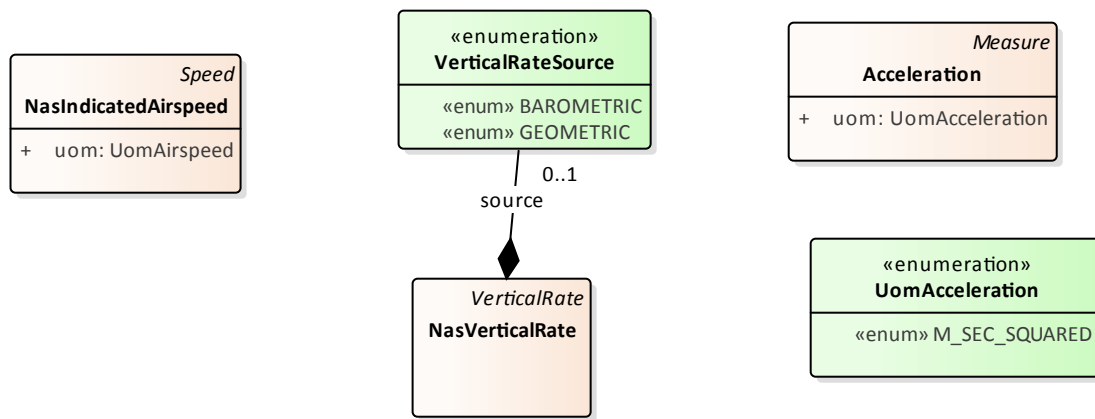 Speed
NasIndicatedAirspeed
+ uom: UomAirspeed
«enumeration»
VerticalRateSource
«enum» BAROMETRIC
«enum» GEOMETRIC
0..1
source
VerticalRate
NasVerticalRate
Measure
Acceleration
+ uom: UomAcceleration
«enumeration»
UomAcceleration
«enum» M_SEC_SQUARED